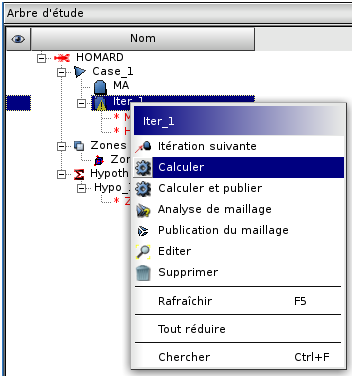 Arbre d'étude
Nom
HOMARD
Case_1
MA
Iter_1
* M
* H
Zones
Zon
Hypoth
Hypo_
* Z
Iter_1
Itération suivante
Calculer
Calculer et publier
Analyse de maillage
Publication du maillage
Editer
Supprimer
Rafraîchir F5
Tout réduire
Chercher Ctrl+F